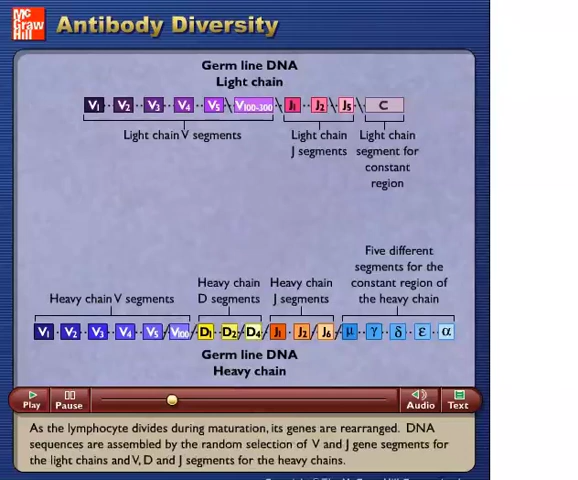 Mc
Graw
Hill
Antibody Diversity
Germ line DNA
Light chain
V1 V2 V3 V4 V5 V100-300 J1 J2 J5 C
Light chain V segments
Light chain
J segments
Light chain
segment for
constant
region
Five different
segments for the
constant region of
the heavy chain
Heavy chain V segments
Heavy chain
D segments
Heavy chain
J segments
V1 V2 V3 V4 V5 V100 D1 D2 D4 J1 J2 J6 μ γ δ ε α
Germ line DNA
Heavy chain
Play Pause Audio Text
As the lymphocyte divides during maturation, its genes are rearranged. DNA
sequences are assembled by the random selection of V and J gene segments for
the light chains and V, D and J segments for the heavy chains.